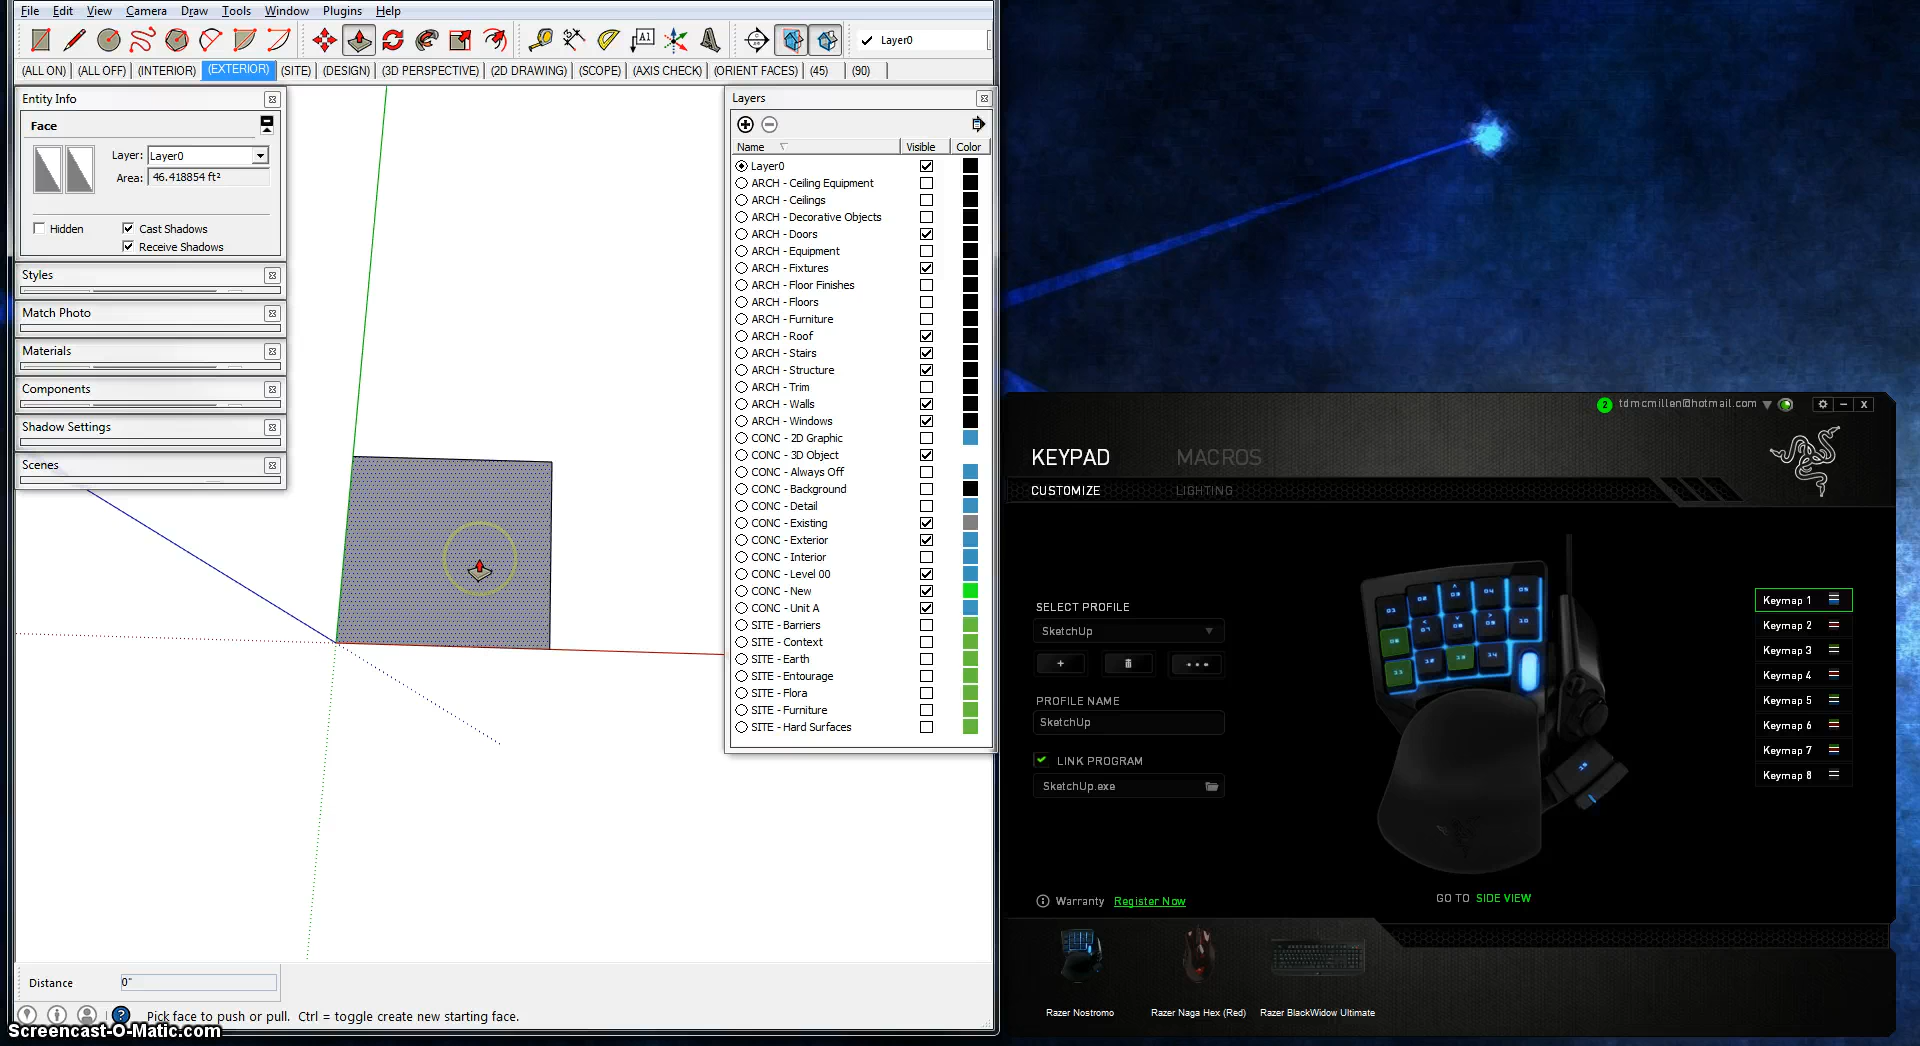 File Edit View Camera Draw Tools Window Plugins Help
Layer0
(ALL ON) (ALL OFF) (INTERIOR) (EXTERIOR) (SITE) (DESIGN) (3D PERSPECTIVE) (2D DRAWING) (SCOPE) (AXIS CHECK) (ORIENT FACES) (45) (90)
Entity Info
Face
Layer: Layer0
Area: 46.418854 ft²
Hidden
Cast Shadows
Receive Shadows
Styles
Match Photo
Materials
Components
Shadow Settings
Scenes
Layers
Name Visible Color
Layer0
ARCH - Ceiling Equipment
ARCH - Ceilings
ARCH - Decorative Objects
ARCH - Doors
ARCH - Equipment
ARCH - Fixtures
ARCH - Floor Finishes
ARCH - Floors
ARCH - Furniture
ARCH - Roof
ARCH - Stairs
ARCH - Structure
ARCH - Trim
ARCH - Walls
ARCH - Windows
CONC - 2D Graphic
CONC - 3D Object
CONC - Always Off
CONC - Background
CONC - Detail
CONC - Existing
CONC - Exterior
CONC - Interior
CONC - Level 00
CONC - New
CONC - Unit A
SITE - Barriers
SITE - Context
SITE - Earth
SITE - Entourage
SITE - Flora
SITE - Furniture
SITE - Hard Surfaces
Distance 0"
Pick face to push or pull. Ctrl = toggle create new starting face.
Screencast-O-Matic.com
2 tdmcmillen@hotmail.com
KEYPAD MACROS
CUSTOMIZE LIGHTING
SELECT PROFILE
SketchUp
PROFILE NAME
SketchUp
LINK PROGRAM
SketchUp.exe
Warranty Register Now
GO TO SIDE VIEW
Keymap 1
Keymap 2
Keymap 3
Keymap 4
Keymap 5
Keymap 6
Keymap 7
Keymap 8
Razer Nostromo
Razer Naga Hex (Red)
Razer BlackWidow Ultimate